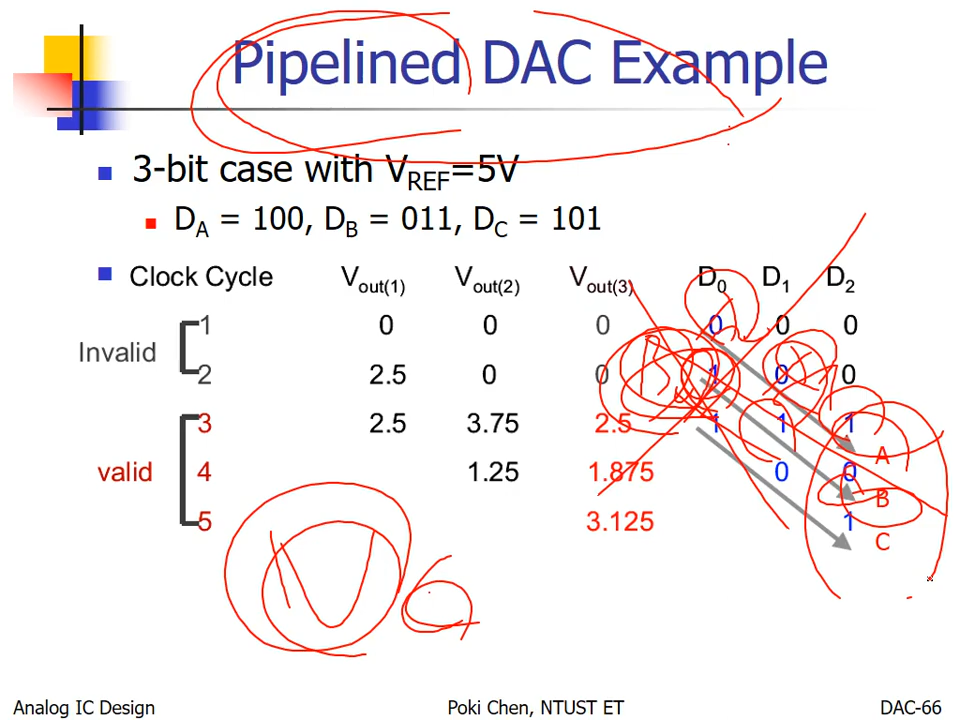 Pipelined DAC Example
3-bit case with VREF=5V
DA = 100, DB = 011, DC = 101
Clock Cycle Vout(1) Vout(2) Vout(3) D0 D1 D2
1 0 0 0 0 0 0
Invalid
2 2.5 0 0 1 0 0
3 2.5 3.75 2.5 1 1 1
A
valid 4 1.25 1.875 0 0
B
5 3.125 1
C
Analog IC Design Poki Chen, NTUST ET DAC-66